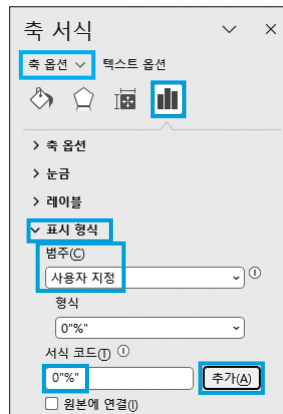 축 서식
축 옵션 텍스트 옵션
축 옵션
눈금
레이블
표시 형식
범주(C)
사용자 지정
형식
0"%"
서식 코드(T)
0"%" 추가(A)
원본에 연결(I)